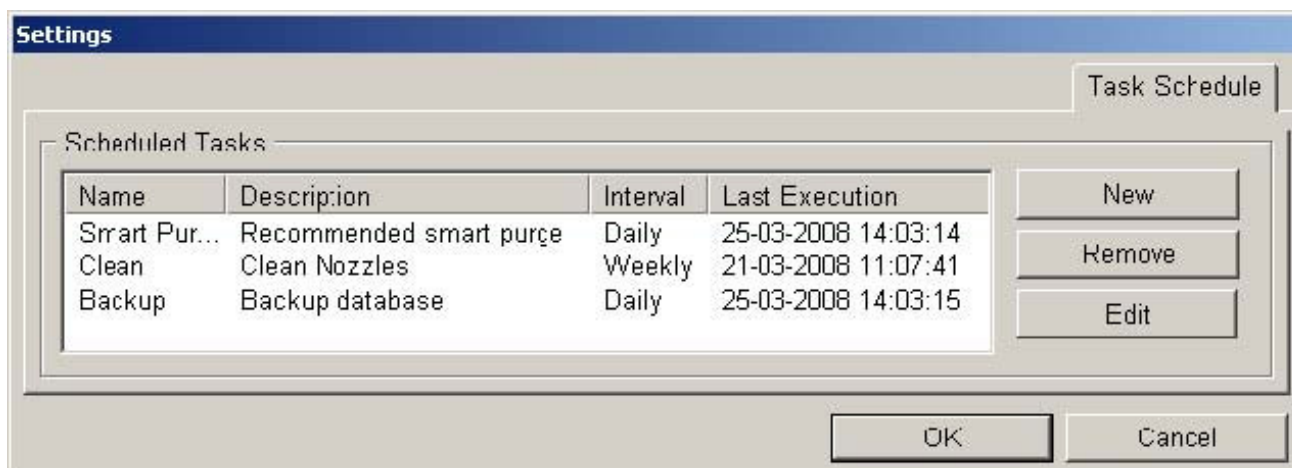 Settings
Task Schedule
Scheduled Tasks
Name Description Interval Last Execution
Smart Pur... Recommended smart purge Daily 25-03-2008 14:03:14
Clean Clean Nozzles Weekly 21-03-2008 11:07:41
Backup Backup database Daily 25-03-2008 14:03:15
New
Remove
Edit
OK Cancel